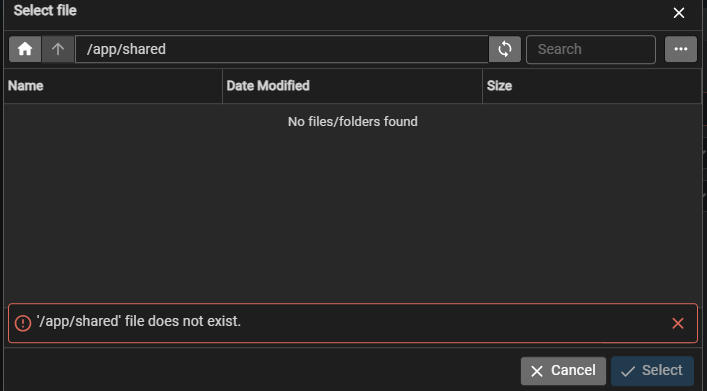 Select file
/app/shared
Search
Name
Date Modified
Size
No files/folders found
'/app/shared' file does not exist.
Cancel
Select